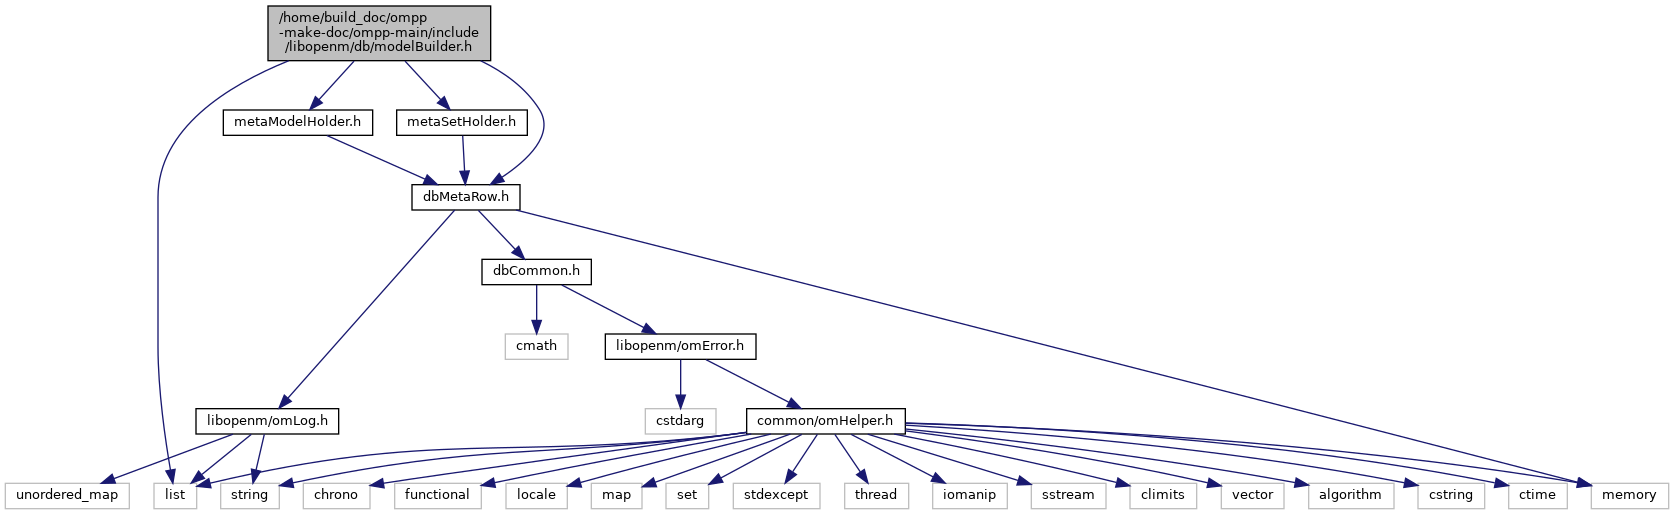 /home/build_doc/ompp
-make-doc/ompp-main/include
/libopenm/db/modelBuilder.h
metaModelHolder.h
metaSetHolder.h
dbMetaRow.h
dbCommon.h
cmath
libopenm/omError.h
libopenm/omLog.h
cstdarg
common/omHelper.h
unordered_map
list
string
chrono
functional
locale
map
set
stdexcept
thread
iomanip
sstream
climits
vector
algorithm
cstring
ctime
memory